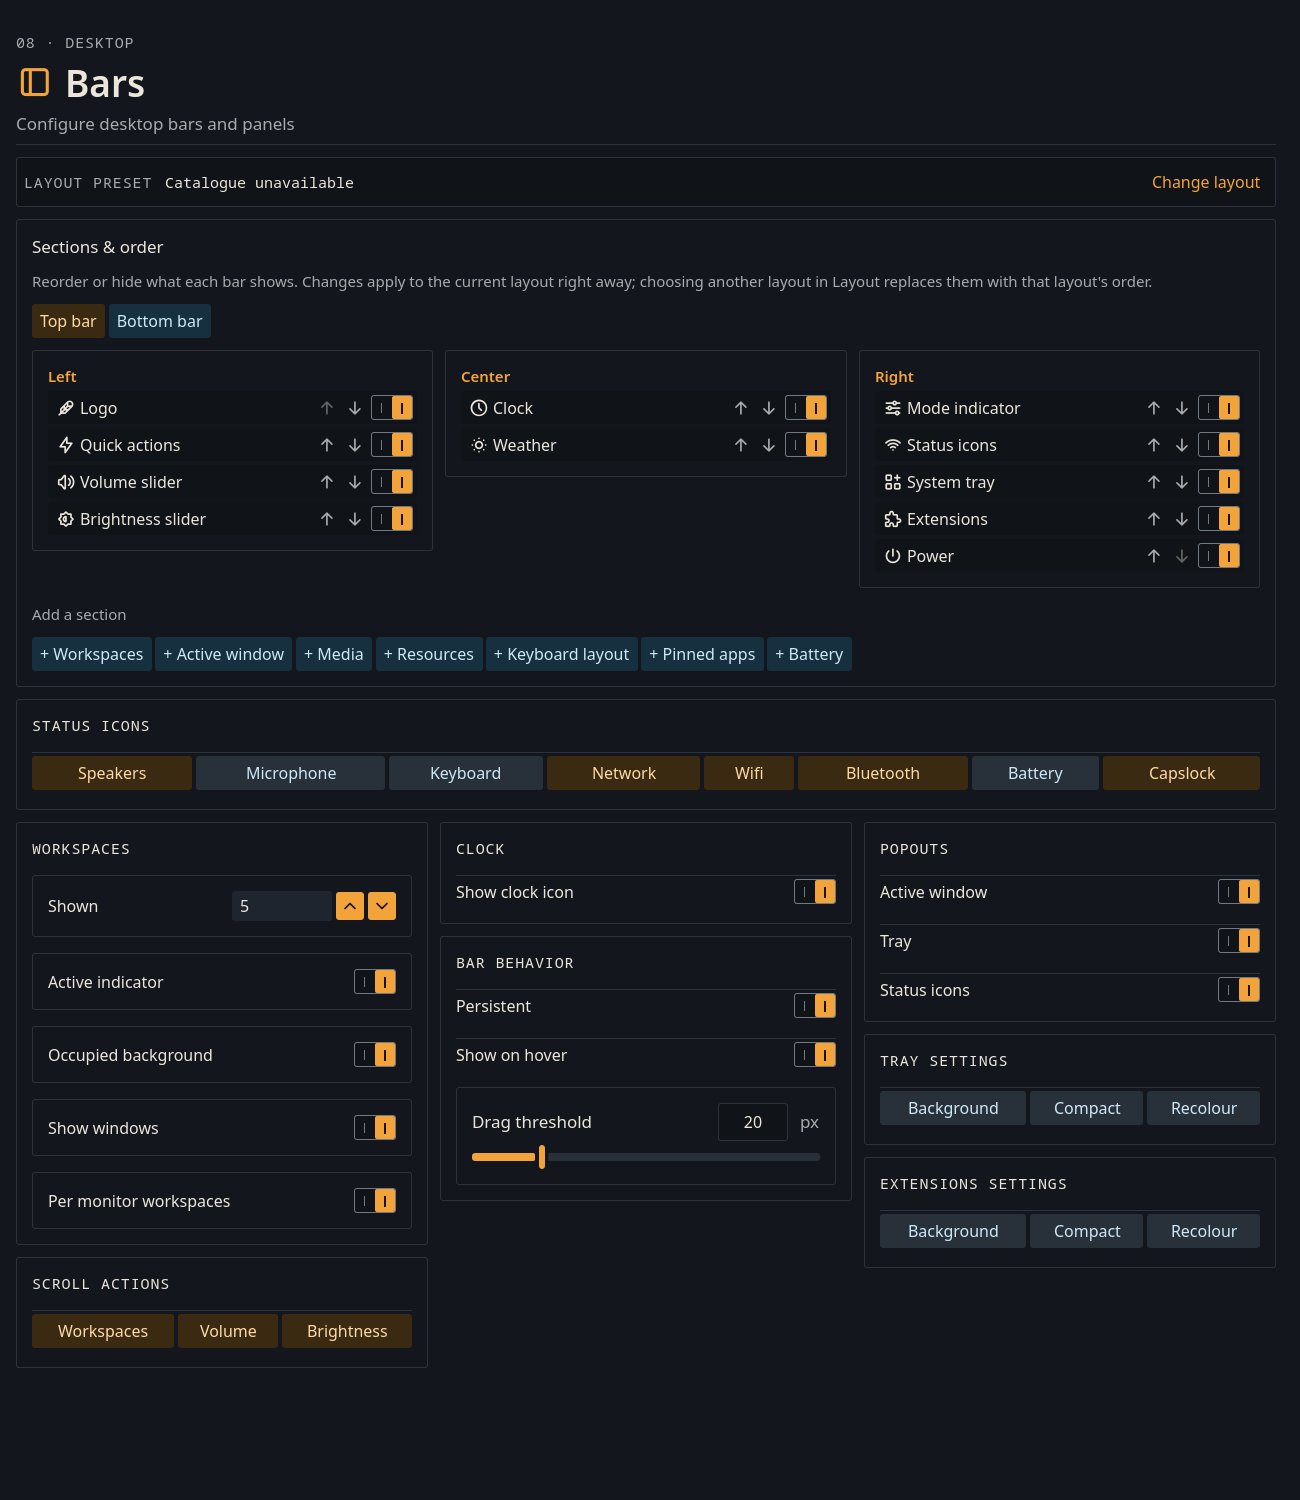 08 · DESKTOP
Bars
Configure desktop bars and panels
LAYOUT PRESET Catalogue unavailable Change layout
Sections & order
Reorder or hide what each bar shows. Changes apply to the current layout right away; choosing another layout in Layout replaces them with that layout's order.
Top bar Bottom bar
Left
Logo
Quick actions
Volume slider
Brightness slider
Center
Clock
Weather
Right
Mode indicator
Status icons
System tray
Extensions
Power
Add a section
+ Workspaces + Active window + Media + Resources + Keyboard layout + Pinned apps + Battery
STATUS ICONS
Speakers Microphone Keyboard Network Wifi Bluetooth Battery Capslock
WORKSPACES
Shown 5
Active indicator
Occupied background
Show windows
Per monitor workspaces
SCROLL ACTIONS
Workspaces Volume Brightness
CLOCK
Show clock icon
BAR BEHAVIOR
Persistent
Show on hover
Drag threshold 20 px
POPOUTS
Active window
Tray
Status icons
TRAY SETTINGS
Background Compact Recolour
EXTENSIONS SETTINGS
Background Compact Recolour